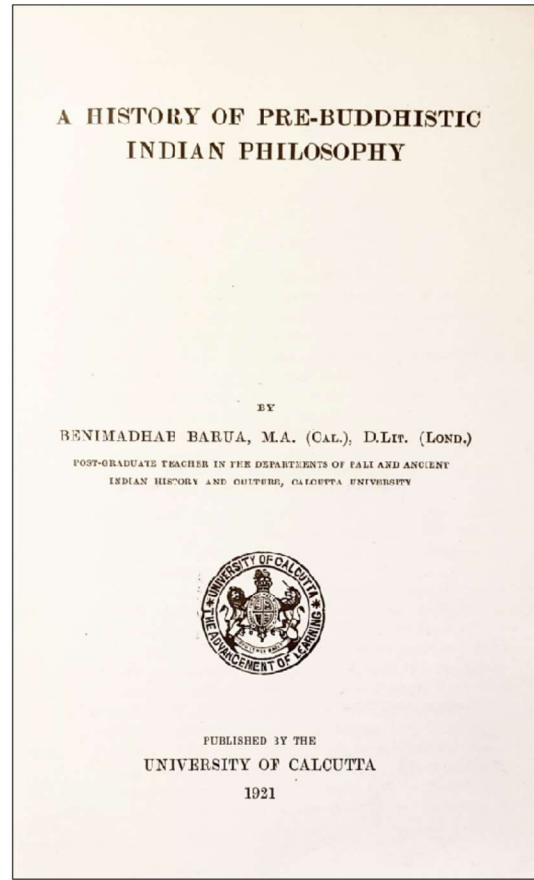 A HISTORY OF PRE-BUDDHISTIC
INDIAN PHILOSOPHY
BY
BENIMADHAB BARUA, M.A. (CAL.), D.LIT. (LOND.)
POST-GRADUATE TEACHER IN THE DEPARTMENTS OF PALI AND ANCIENT
INDIAN HISTORY AND CULTURE, CALCUTTA UNIVERSITY
★ UNIVERSITY OF CALCUTTA ★
THE ADVANCEMENT OF LEARNING
PUBLISHED BY THE
UNIVERSITY OF CALCUTTA
1921